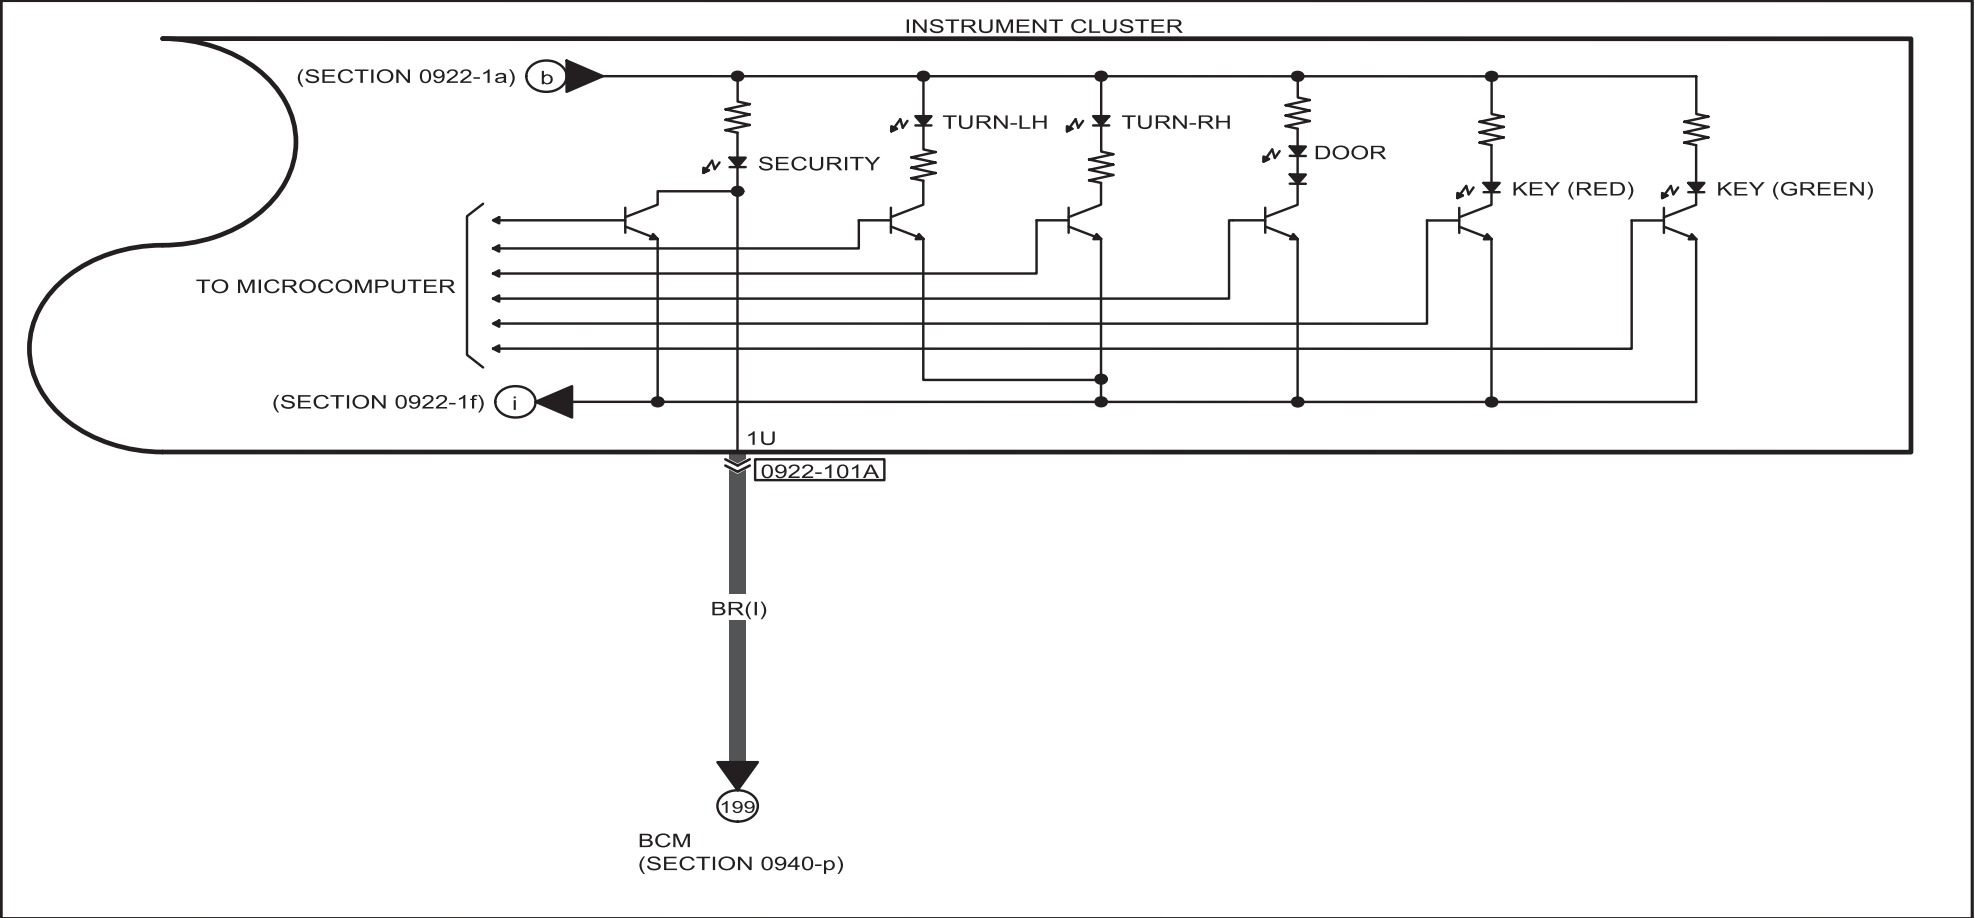 INSTRUMENT CLUSTER
(SECTION 0922-1a) b
TURN-LH
TURN-RH
DOOR
SECURITY
KEY (RED)
KEY (GREEN)
TO MICROCOMPUTER
(SECTION 0922-1f) i
1U
0922-101A
BR(I)
199
BCM
(SECTION 0940-p)